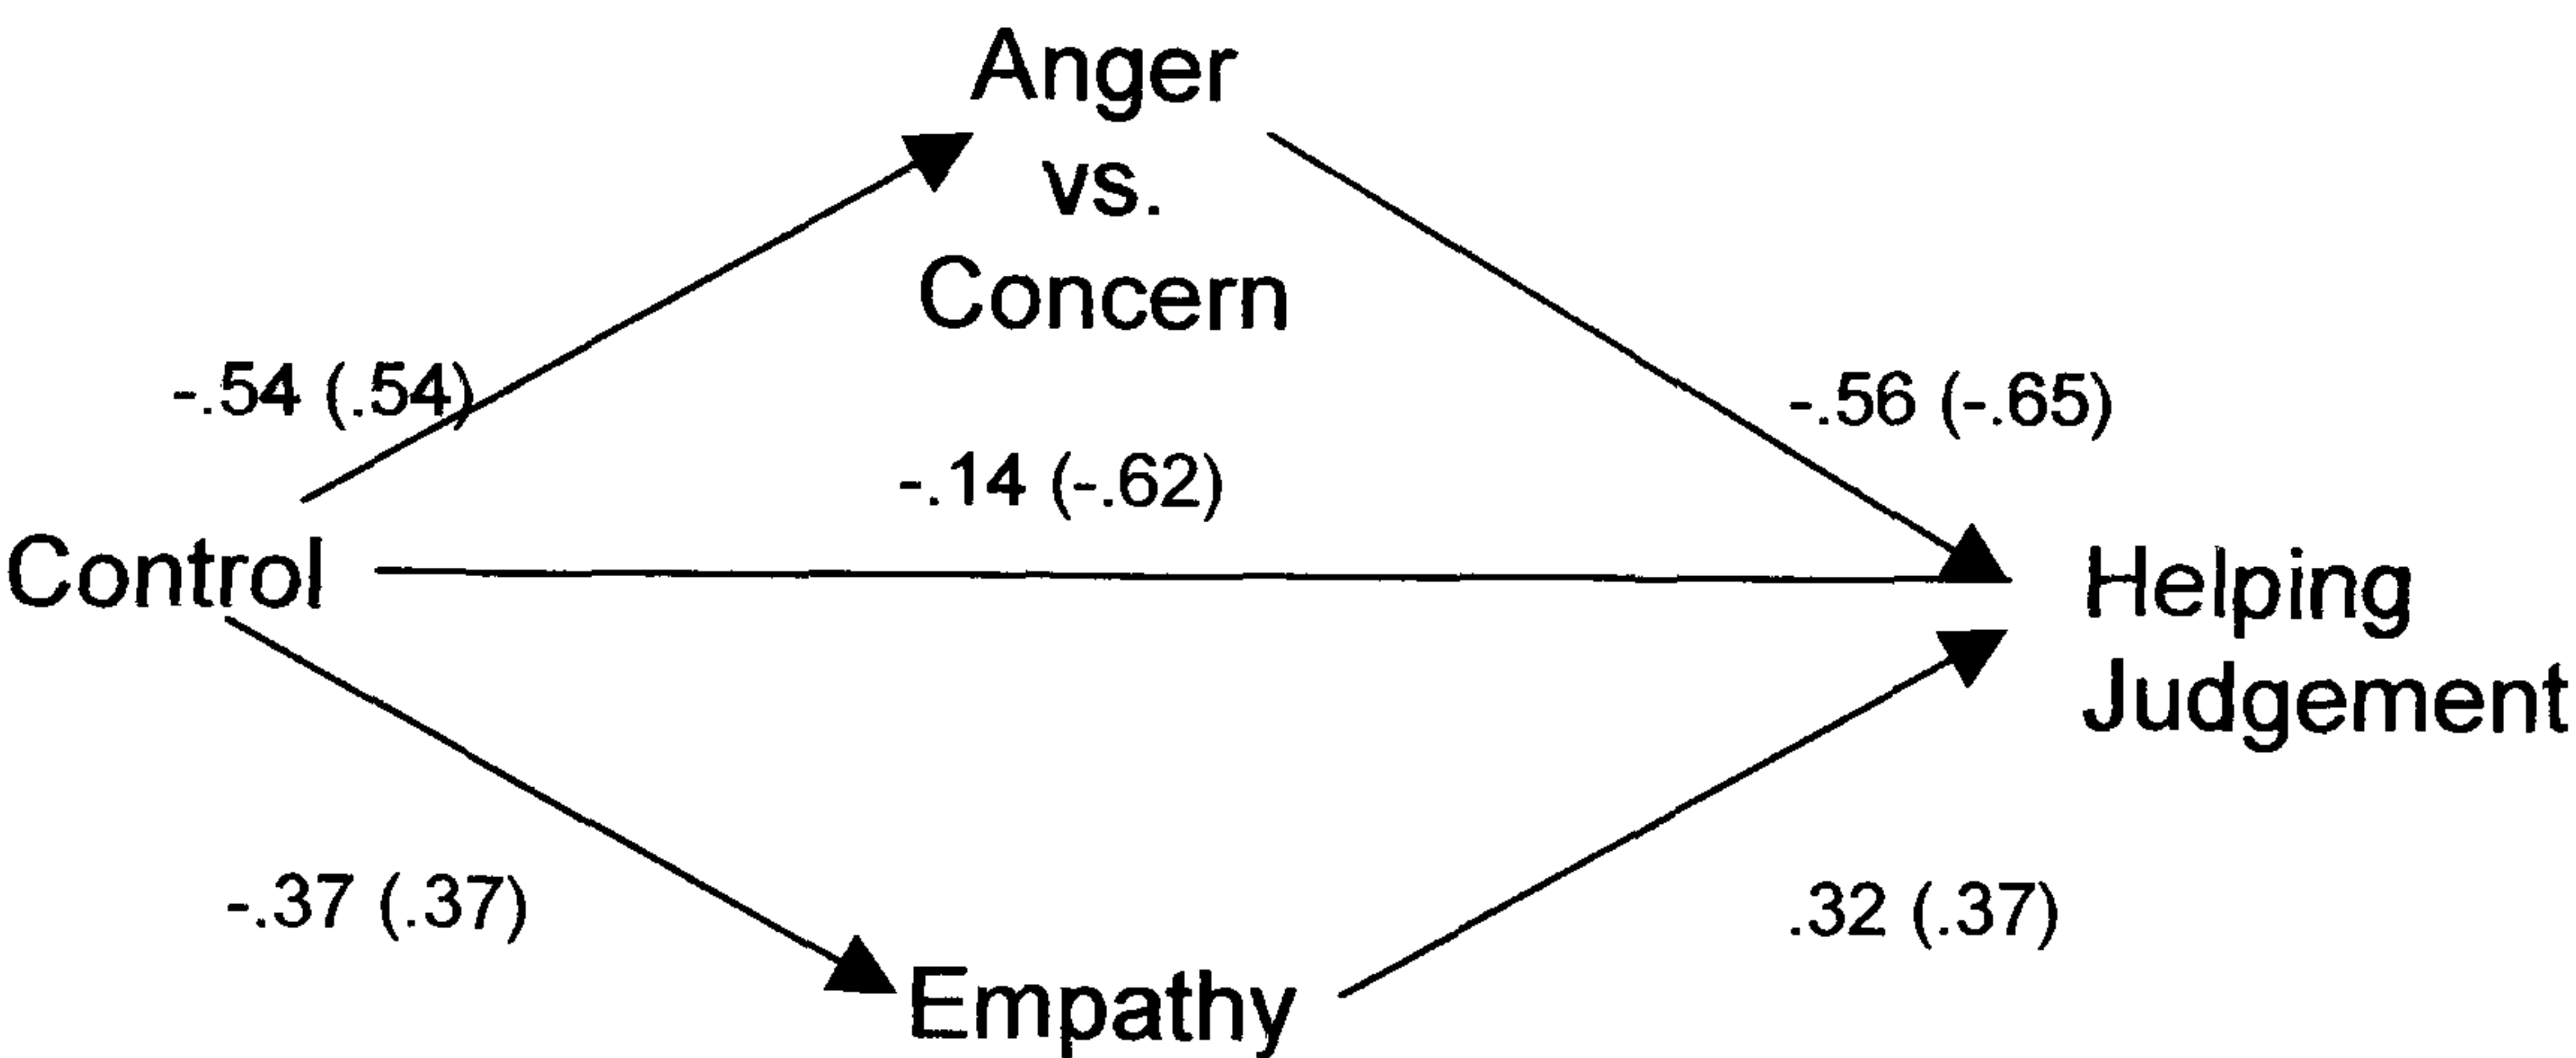 Anger
vs.
Concern
-.54 (.54)
-.56 (-.65)
-.14 (-.62)
Control
Helping
Judgement
-.37 (.37)
.32 (.37)
Empathy